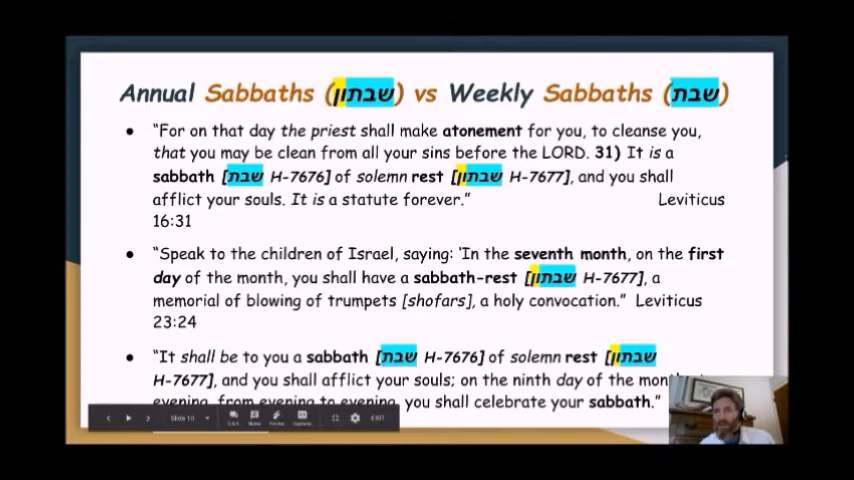 Annual Sabbaths (שבתון) vs Weekly Sabbaths (שבת)
● "For on that day the priest shall make atonement for you, to cleanse you,
that you may be clean from all your sins before the LORD. 31) It is a
sabbath [שבת H-7676] of solemn rest [שבתון H-7677], and you shall
afflict your souls. It is a statute forever." Leviticus
16:31
● "Speak to the children of Israel, saying: 'In the seventh month, on the first
day of the month, you shall have a sabbath-rest [שבתון H-7677], a
memorial of blowing of trumpets [shofars], a holy convocation." Leviticus
23:24
● "It shall be to you a sabbath [שבת H-7676] of solemn rest [שבתון
H-7677], and you shall afflict your souls; on the ninth day of the
evening, from evening to evening, you shall celebrate your sabbath."
Slide 10
EXIT